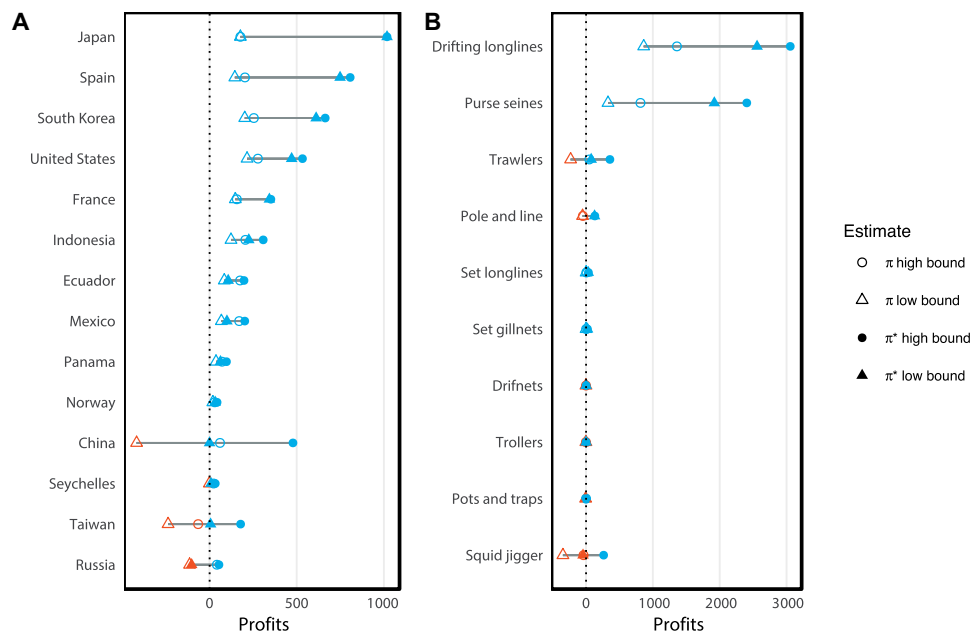 A
Japan
Spain
South Korea
United States
France
Indonesia
Ecuador
Mexico
Panama
Norway
China
Seychelles
Taiwan
Russia
0 500 1000
Profits
B
Drifting longlines
Purse seines
Trawlers
Pole and line
Set longlines
Set gillnets
Drifnets
Trollers
Pots and traps
Squid jigger
0 1000 2000 3000
Profits
Estimate
π high bound
π low bound
π* high bound
π* low bound